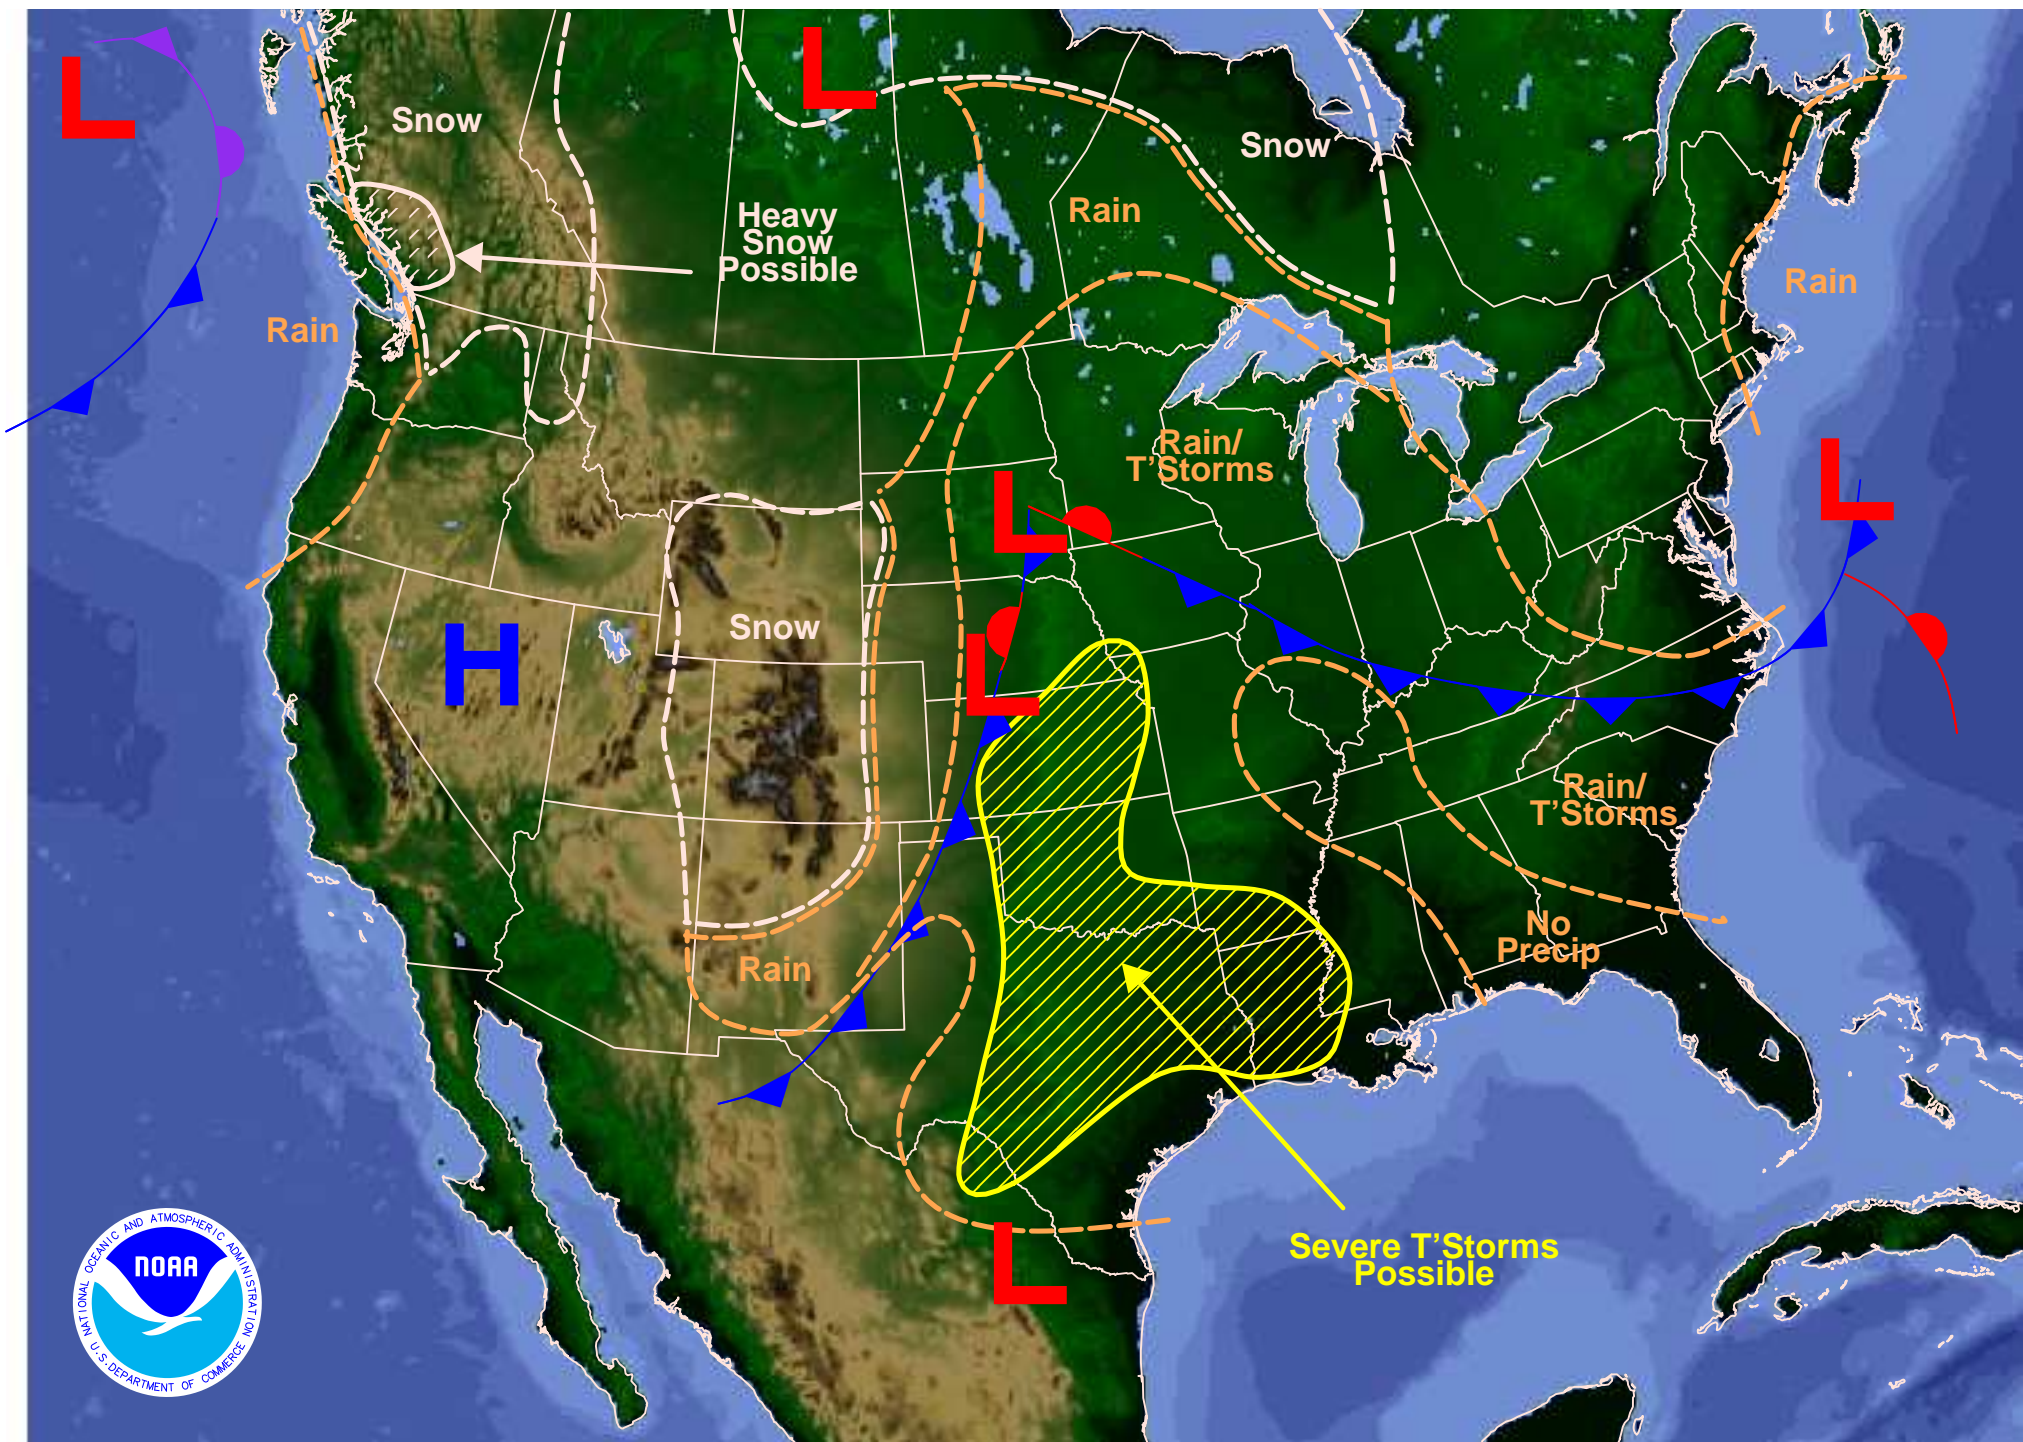 L
L
Snow
Snow
Heavy
Snow
Possible
Rain
Rain
Rain
Rain/
T'Storms
L
L
H
Snow
L
Rain/
T'Storms
No
Precip
Rain
L
Severe T'Storms
Possible
NATIONAL OCEANIC AND ATMOSPHERIC ADMINISTRATION
NOAA
U.S. DEPARTMENT OF COMMERCE